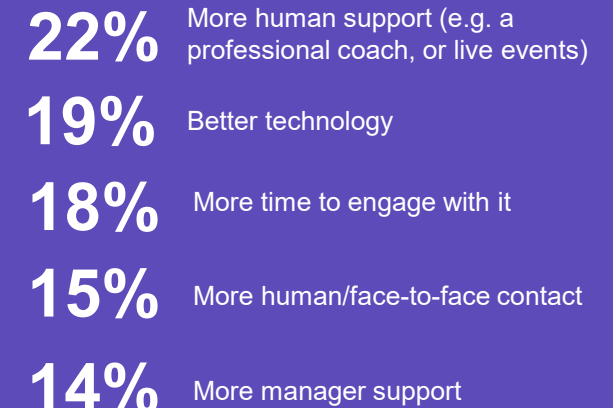 22% More human support (e.g. a
professional coach, or live events)
19% Better technology
18% More time to engage with it
15% More human/face-to-face contact
14% More manager support